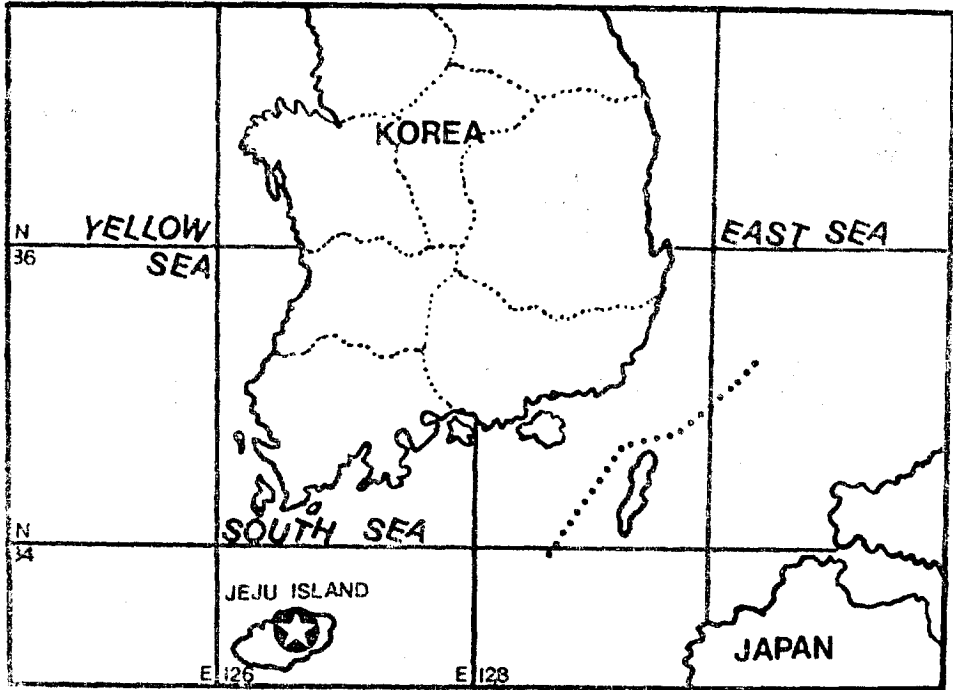 KOREA
N
36
YELLOW
SEA
EAST SEA
N
34
SOUTH SEA
JEJU ISLAND
JAPAN
E 126
E 128